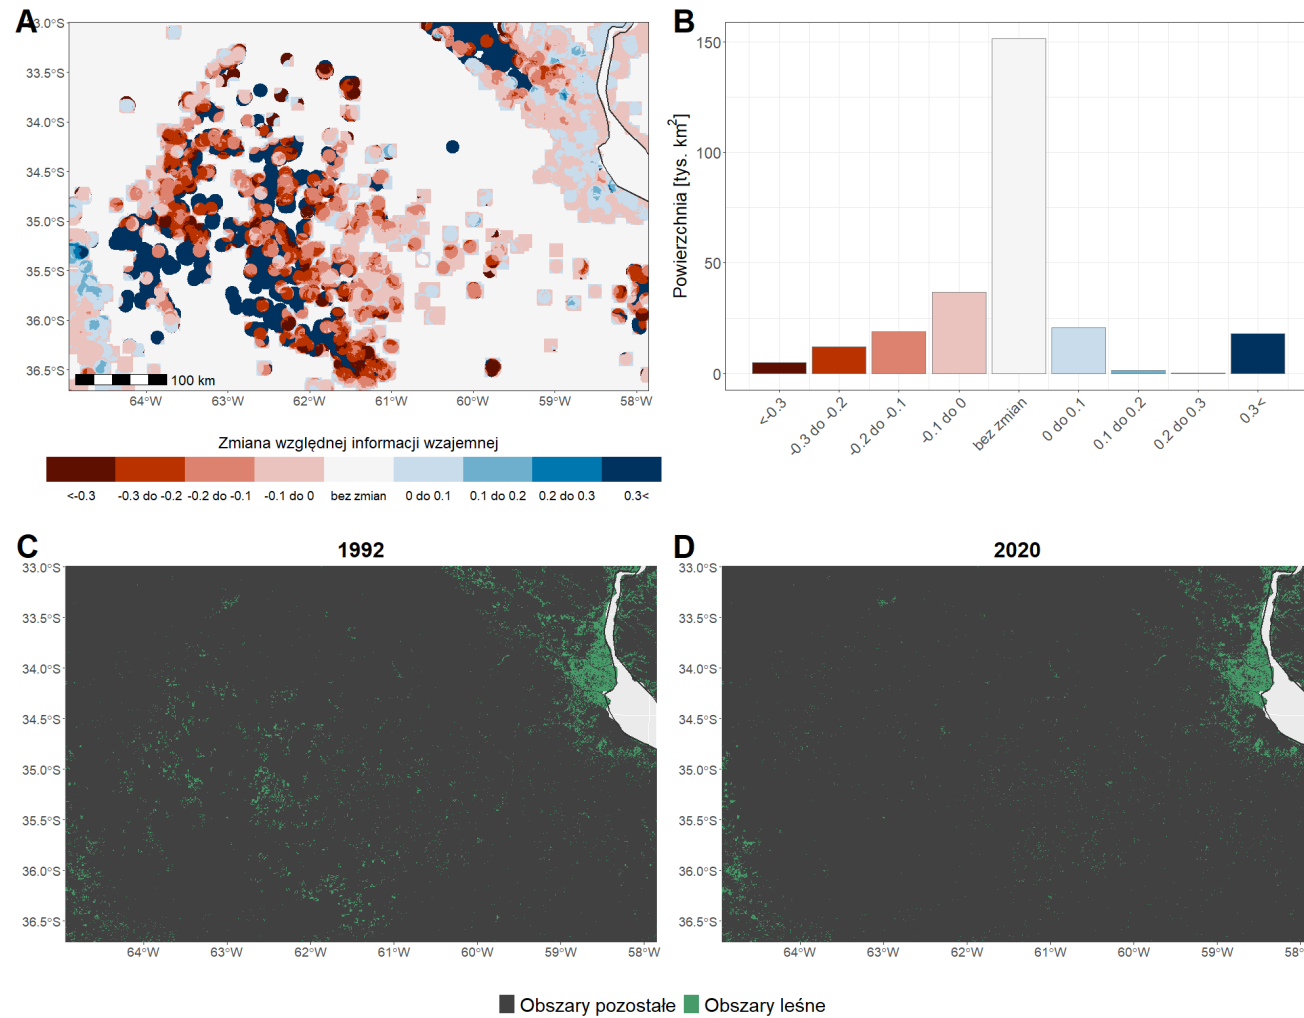 A
B
3.0°S
33.5°S
34.0°S
34.5°S
35.0°S
35.5°S
36.0°S
36.5°S
100 km
64°W 63°W 62°W 61°W 60°W 59°W 58°W
Zmiana względnej informacji wzajemnej
<-0.3 -0.3 do -0.2 -0.2 do -0.1 -0.1 do 0 bez zmian 0 do 0.1 0.1 do 0.2 0.2 do 0.3 0.3<
Powierzchnia [tys. km²]
150
100
50
0
<-0.3 -0.3 do -0.2 -0.2 do -0.1 -0.1 do 0 bez zmian 0 do 0.1 0.1 do 0.2 0.2 do 0.3 0.3<
C
1992
33.0°S
33.5°S
34.0°S
34.5°S
35.0°S
35.5°S
36.0°S
36.5°S
64°W 63°W 62°W 61°W 60°W 59°W 58°W
D
2020
33.0°S
33.5°S
34.0°S
34.5°S
35.0°S
35.5°S
36.0°S
36.5°S
64°W 63°W 62°W 61°W 60°W 59°W 58°
Obszary pozostałe Obszary leśne